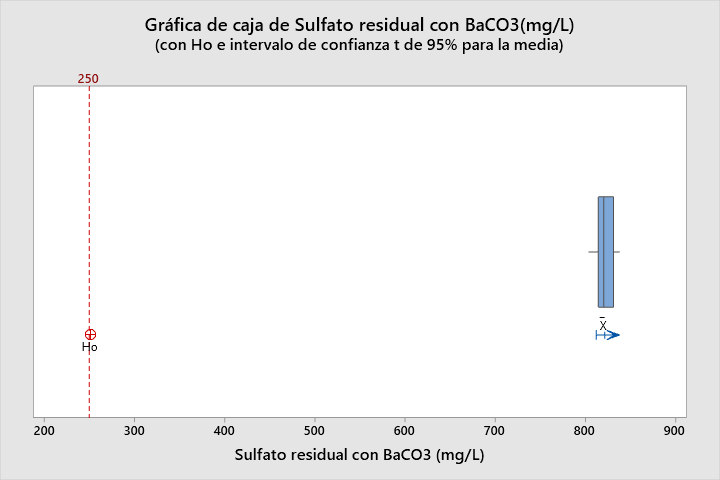 Gráfica de caja de Sulfato residual con BaCO3(mg/L)
(con Ho e intervalo de confianza t de 95% para la media)
250
X̄
Ho
200 300 400 500 600 700 800 900
Sulfato residual con BaCO3 (mg/L)